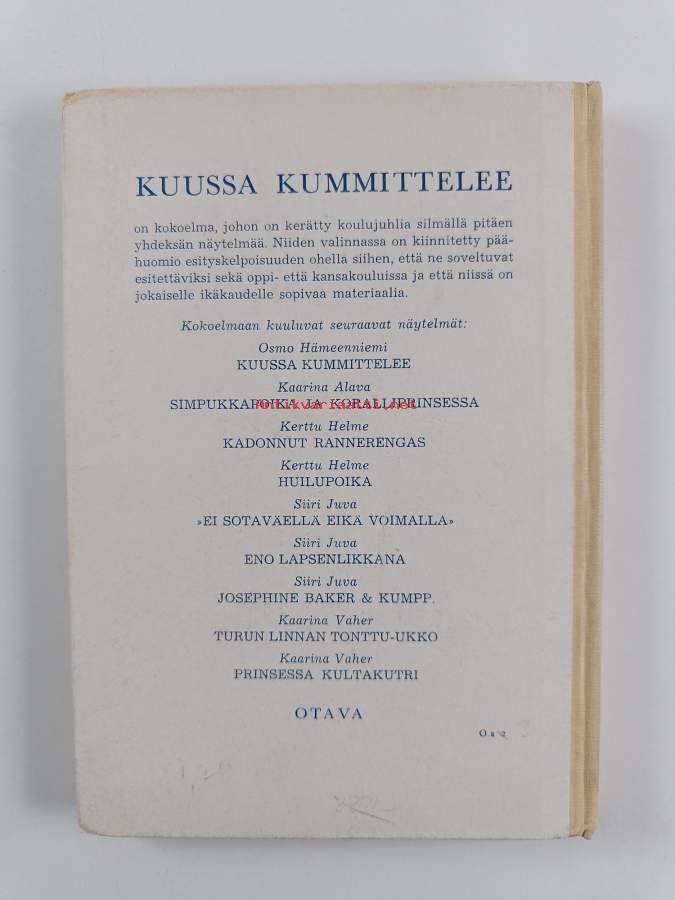 KUUSSA KUMMITTELEE
on kokoelma, johon on kerätty koulujuhlia silmällä pitäen
yhdeksän näytelmää. Niiden valinnassa on kiinnitetty pää-
huomio esityskelpoisuuden ohella siihen, että ne soveltuvat
esitettäviksi sekä oppi- että kansakouluissa ja että niissä on
jokaiselle ikäkaudelle sopivaa materiaalia.
Kokoelmaan kuuluvat seuraavat näytelmät:
Osmo Hämeenniemi
KUUSSA KUMMITTELEE
Kaarina Alava
SIMPUKKAPOIKA JA KORALLIPRINSESSA
Antikvariaatti.net
Kerttu Helme
KADONNUT RANNERENGAS
Kerttu Helme
HUILUPOIKA
Siiri Juva
»EI SOTAVÄELLÄ EIKÄ VOIMALLA»
Siiri Juva
ENO LAPSENLIKKANA
Siiri Juva
JOSEPHINE BAKER & KUMPP.
Kaarina Vaher
TURUN LINNAN TONTTU-UKKO
Kaarina Vaher
PRINSESSA KULTAKUTRI
OTAVA